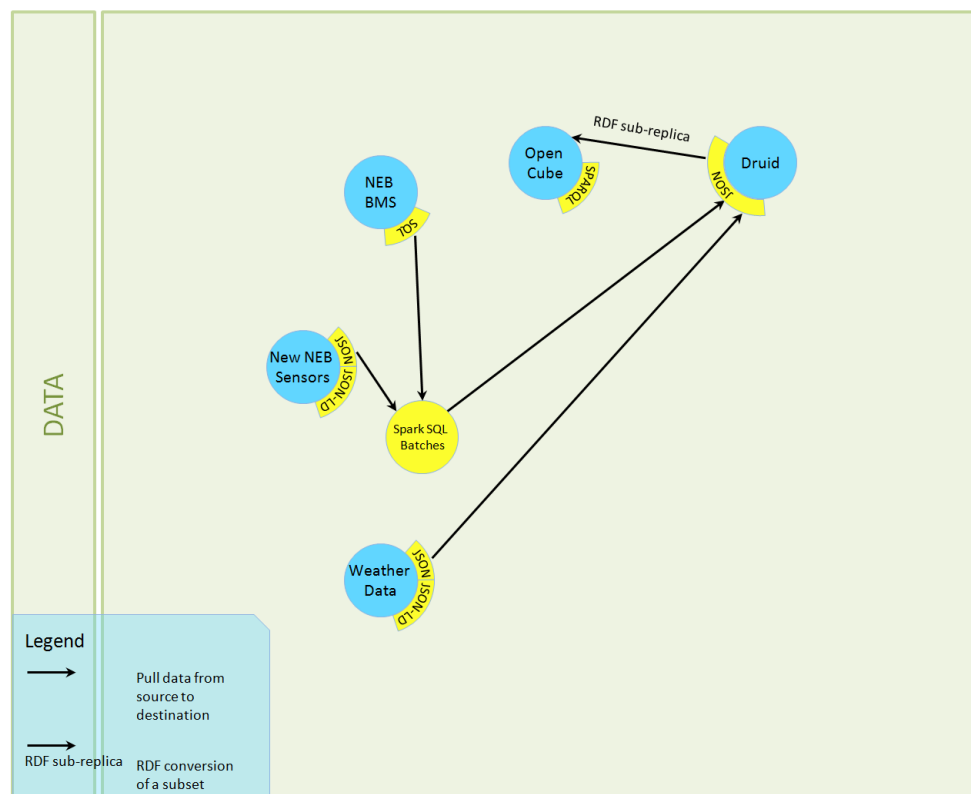 DATA
RDF sub-replica
Open
Cube
SPARQL
Druid
JSON
NEB
BMS
SQL
New NEB
Sensors
JSON
JSON-LD
Spark SQL
Batches
Weather
Data
JSON
JSON-LD
Legend
Pull data from
source to
destination
RDF sub-replica
RDF conversion
of a subset